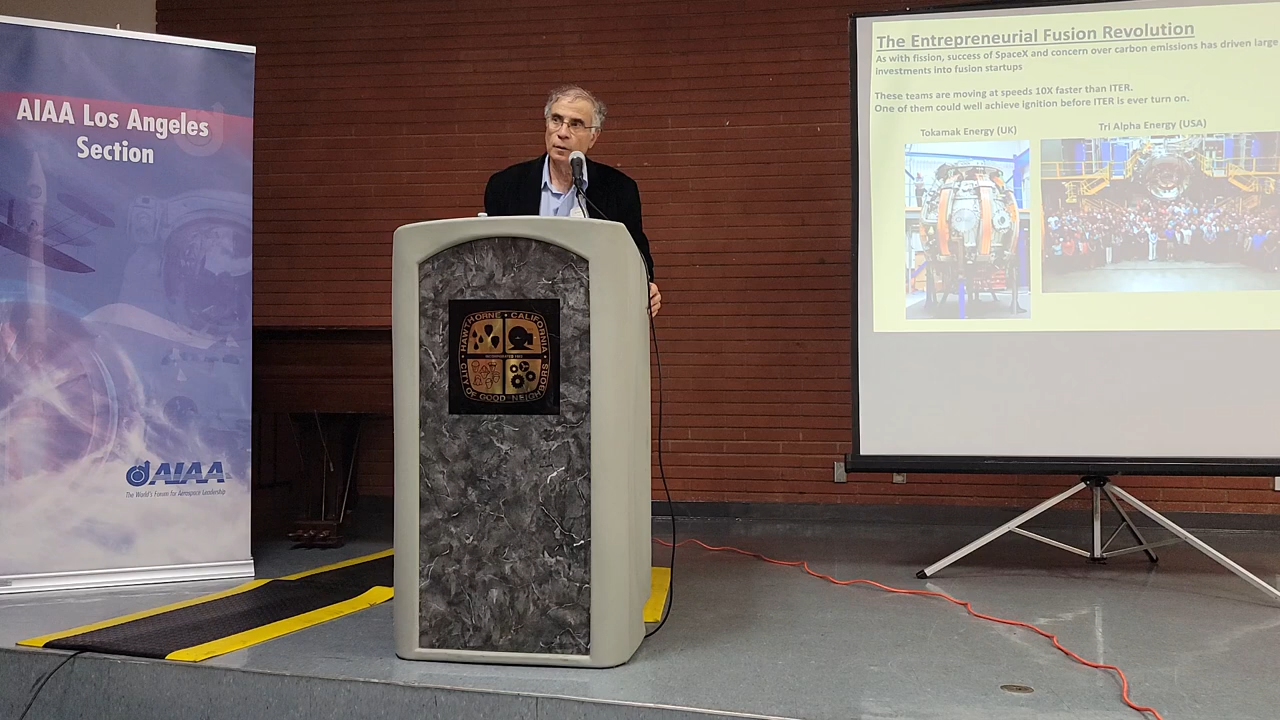 AIAA Los Angeles
Section
AIAA
The World's Forum for Aerospace Leadership
HAWTHORNE • CALIFORNIA
CITY OF GOOD NEIGHBORS
The Entrepreneurial Fusion Revolution
As with fission, success of SpaceX and concern over carbon emissions has driven large
investments into fusion startups
These teams are moving at speeds 10X faster than ITER.
One of them could well achieve ignition before ITER is ever turn on.
Tokamak Energy (UK)
Tri Alpha Energy (USA)